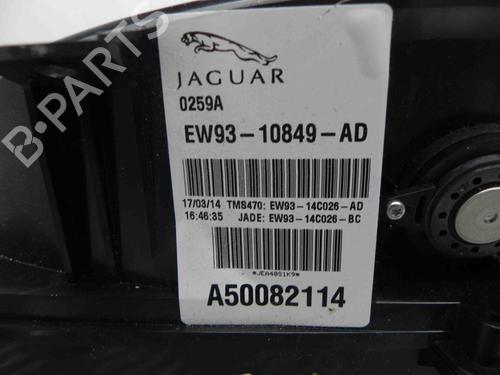 JAGUAR
0259A
EW93-10849-AD
17/03/14 TMS470: EW93-14C026-AD
16:46:35 JADE: EW93-14C026-BC
*JEA4051K9*
A50082114
B-PARTS